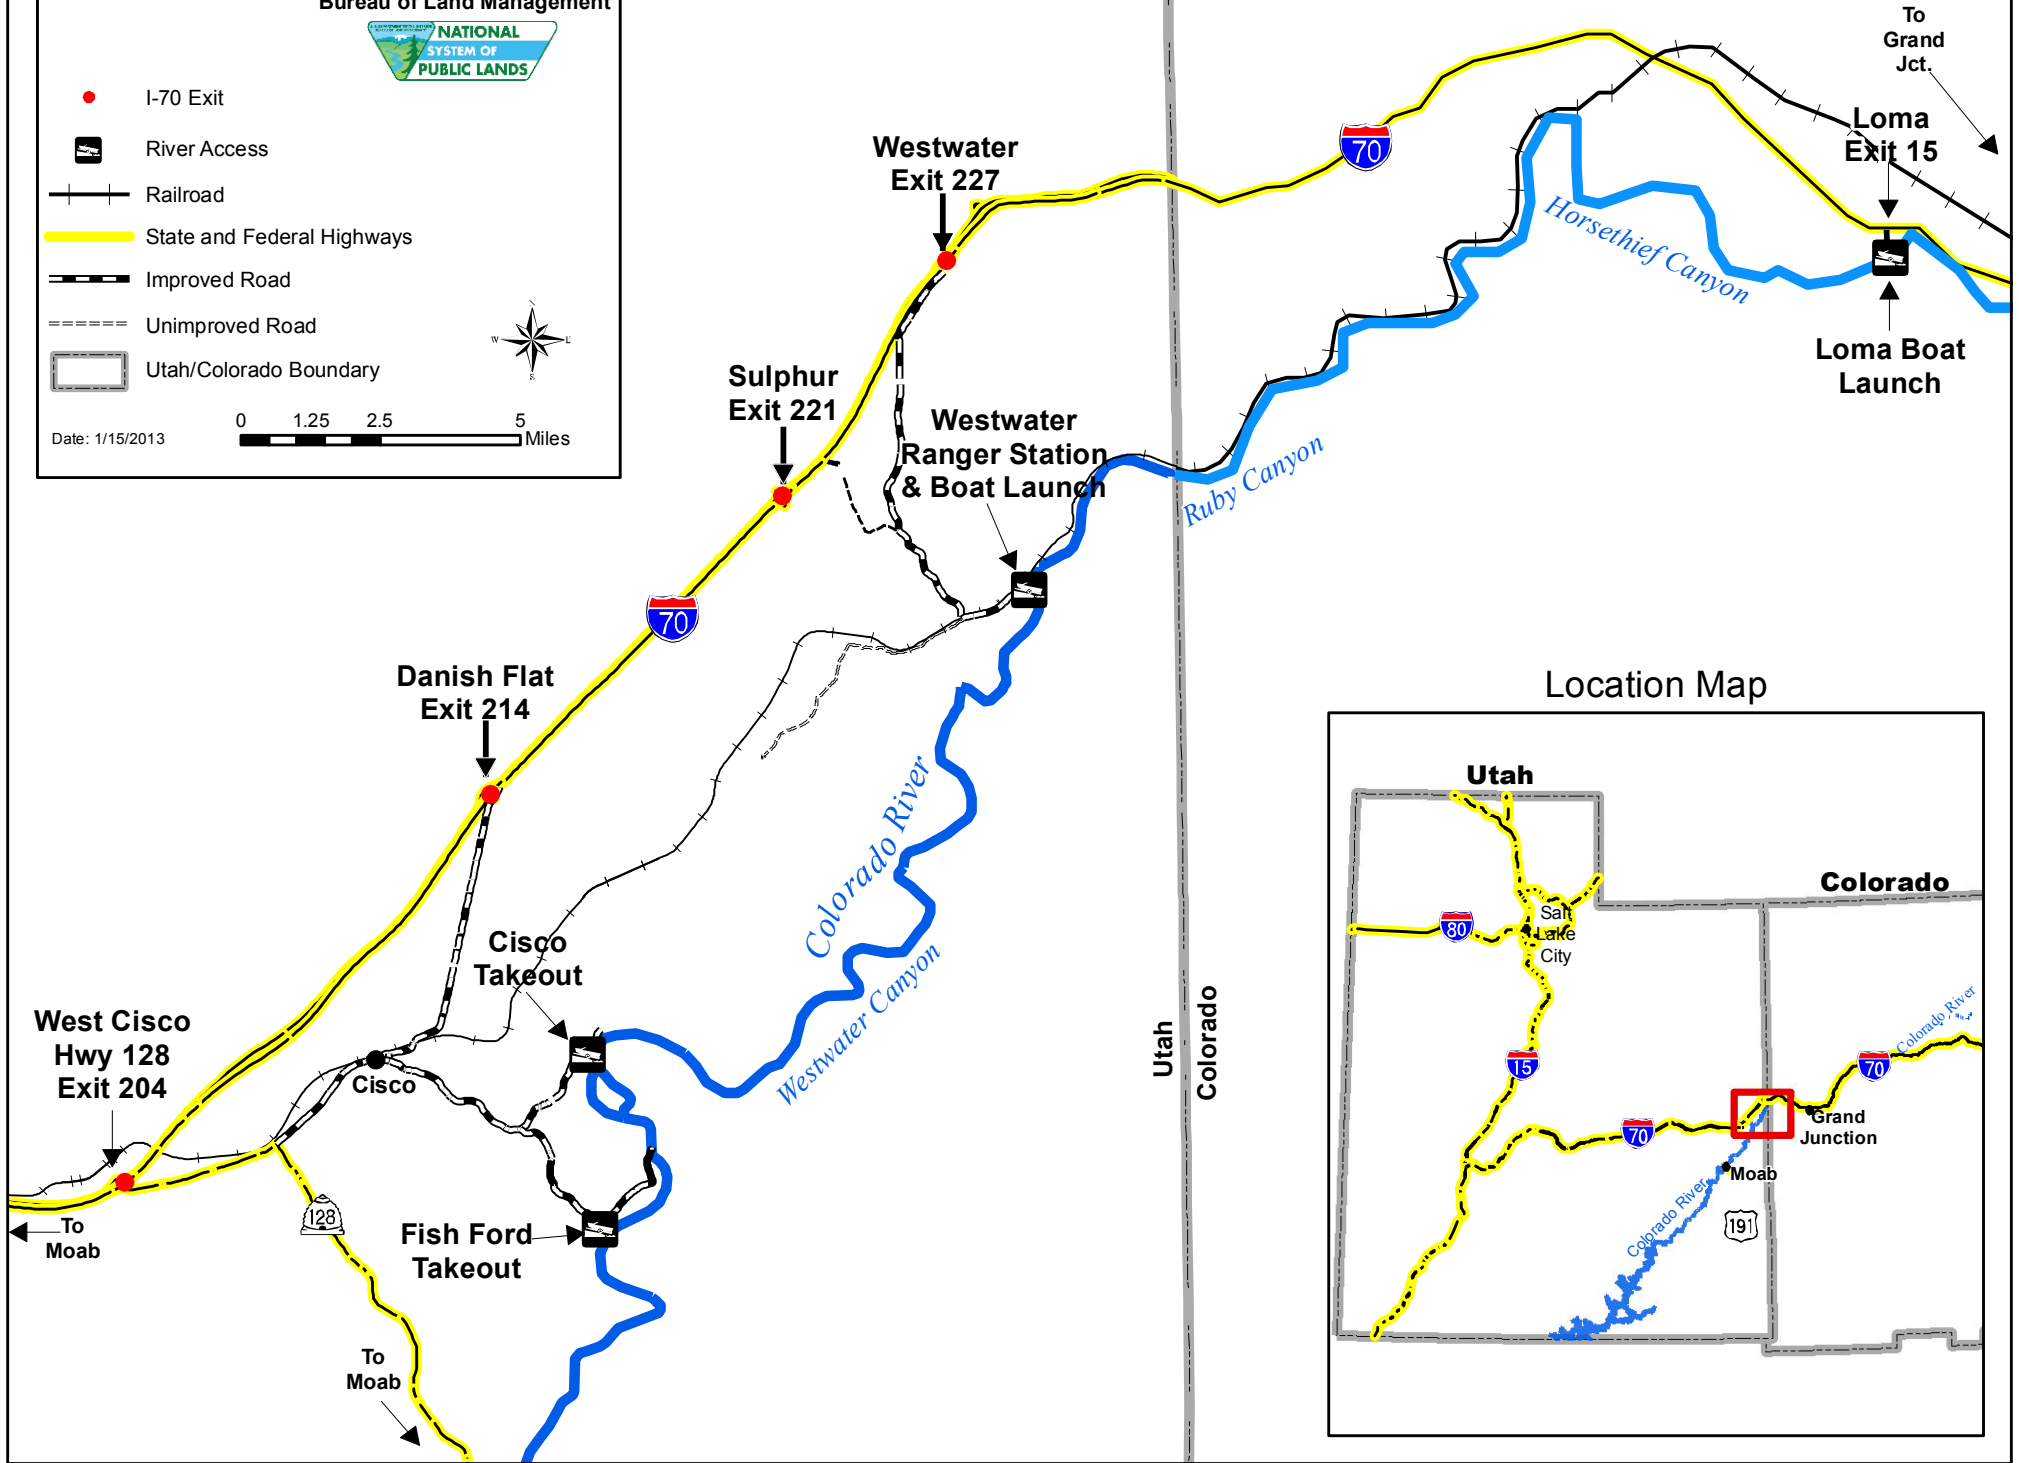 Bureau of Land Management
NATIONAL
SYSTEM OF
PUBLIC LANDS
I-70 Exit
River Access
Railroad
State and Federal Highways
Improved Road
Unimproved Road
Utah/Colorado Boundary
N
W
E
S
0
1.25
2.5
5
Miles
Date: 1/15/2013
To
Grand
Jct.
Loma
Exit 15
70
Westwater
Exit 227
Horsethief Canyon
Loma Boat
Launch
Sulphur
Exit 221
Westwater
Ranger Station
& Boat Launch
Ruby Canyon
70
Danish Flat
Exit 214
Colorado River
Westwater Canyon
Cisco
Takeout
West Cisco
Hwy 128
Exit 204
Cisco
Utah
Colorado
128
To
Moab
Fish Ford
Takeout
To
Moab
Location Map
Utah
Colorado
80
Salt
Lake
City
Colorado River
15
70
70
Grand
Junction
Moab
Colorado River
191